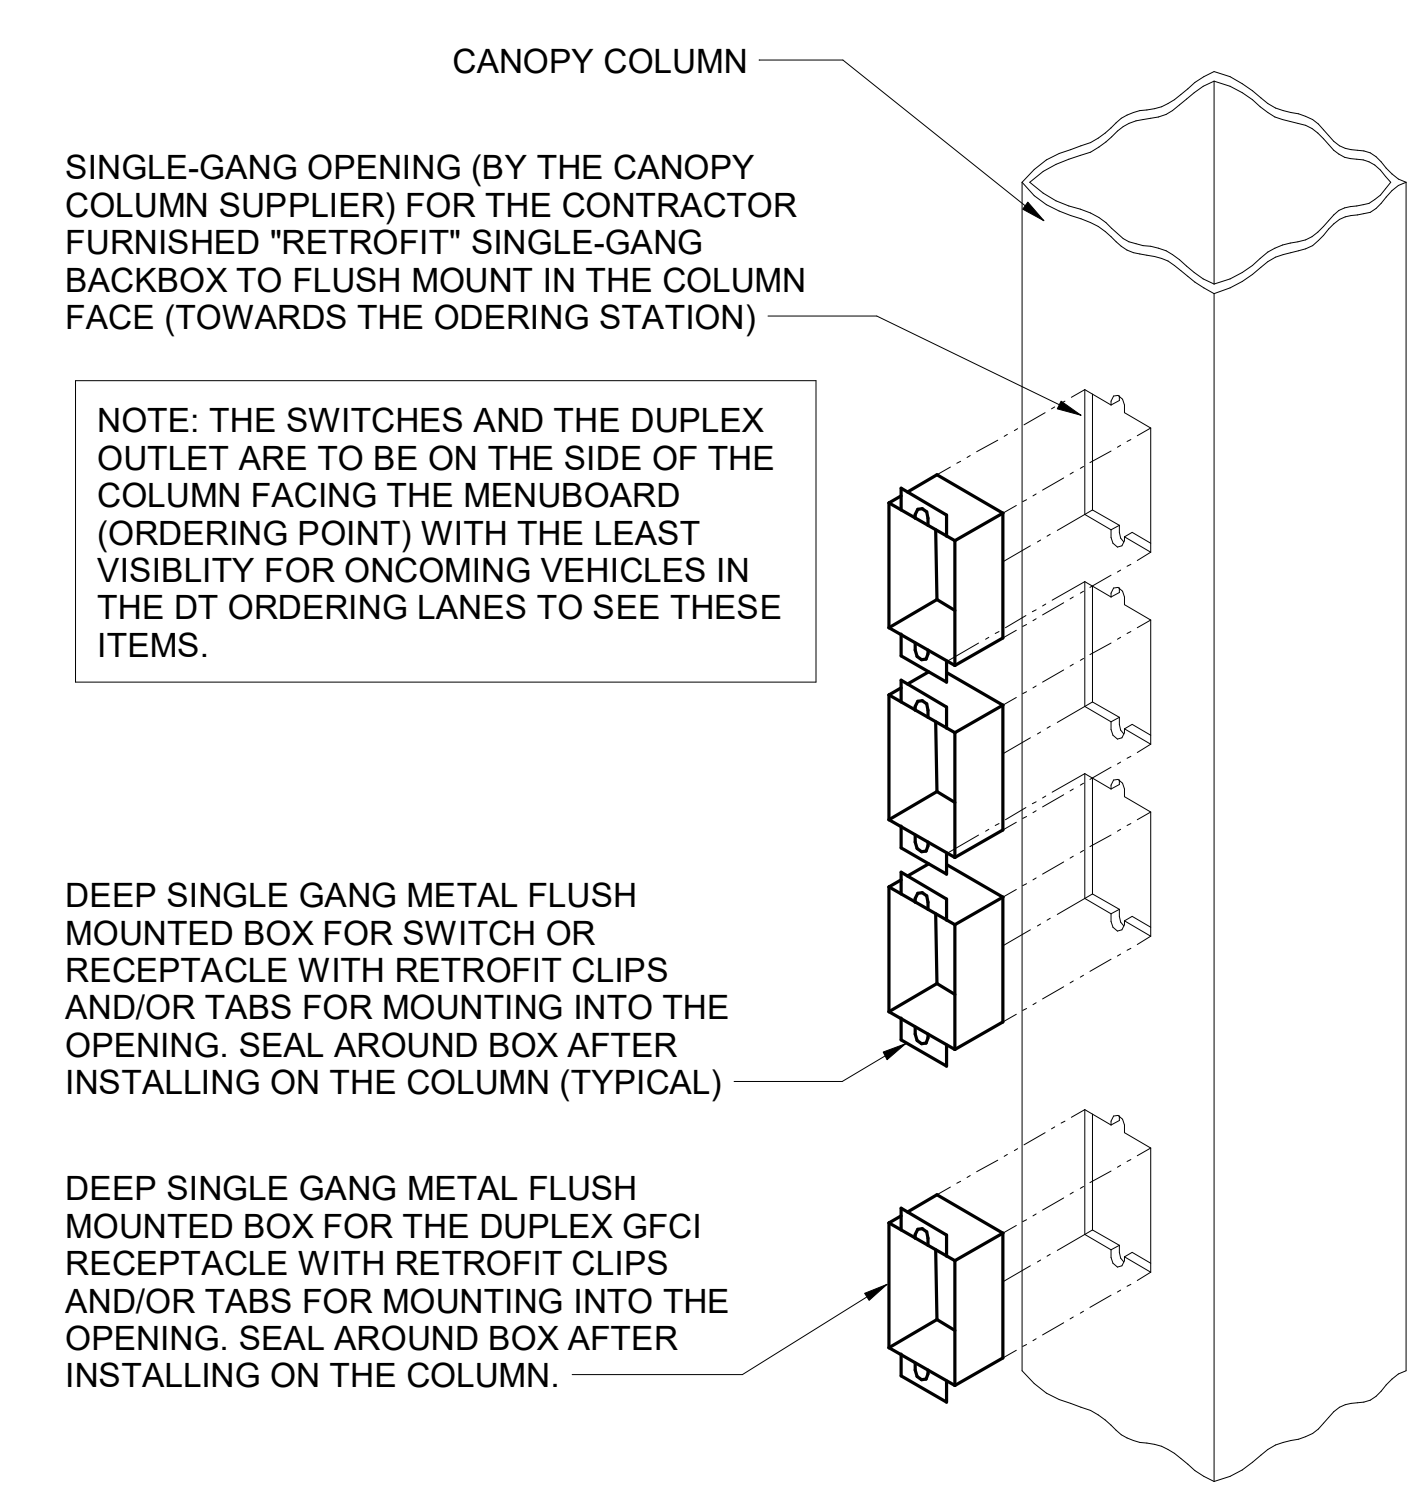 CANOPY COLUMN
SINGLE-GANG OPENING (BY THE CANOPY
COLUMN SUPPLIER) FOR THE CONTRACTOR
FURNISHED "RETROFIT" SINGLE-GANG
BACKBOX TO FLUSH MOUNT IN THE COLUMN
FACE (TOWARDS THE ODERING STATION)
NOTE: THE SWITCHES AND THE DUPLEX
OUTLET ARE TO BE ON THE SIDE OF THE
COLUMN FACING THE MENUBOARD
(ORDERING POINT) WITH THE LEAST
VISIBLITY FOR ONCOMING VEHICLES IN
THE DT ORDERING LANES TO SEE THESE
ITEMS.
DEEP SINGLE GANG METAL FLUSH
MOUNTED BOX FOR SWITCH OR
RECEPTACLE WITH RETROFIT CLIPS
AND/OR TABS FOR MOUNTING INTO THE
OPENING. SEAL AROUND BOX AFTER
INSTALLING ON THE COLUMN (TYPICAL)
DEEP SINGLE GANG METAL FLUSH
MOUNTED BOX FOR THE DUPLEX GFCI
RECEPTACLE WITH RETROFIT CLIPS
AND/OR TABS FOR MOUNTING INTO THE
OPENING. SEAL AROUND BOX AFTER
INSTALLING ON THE COLUMN.